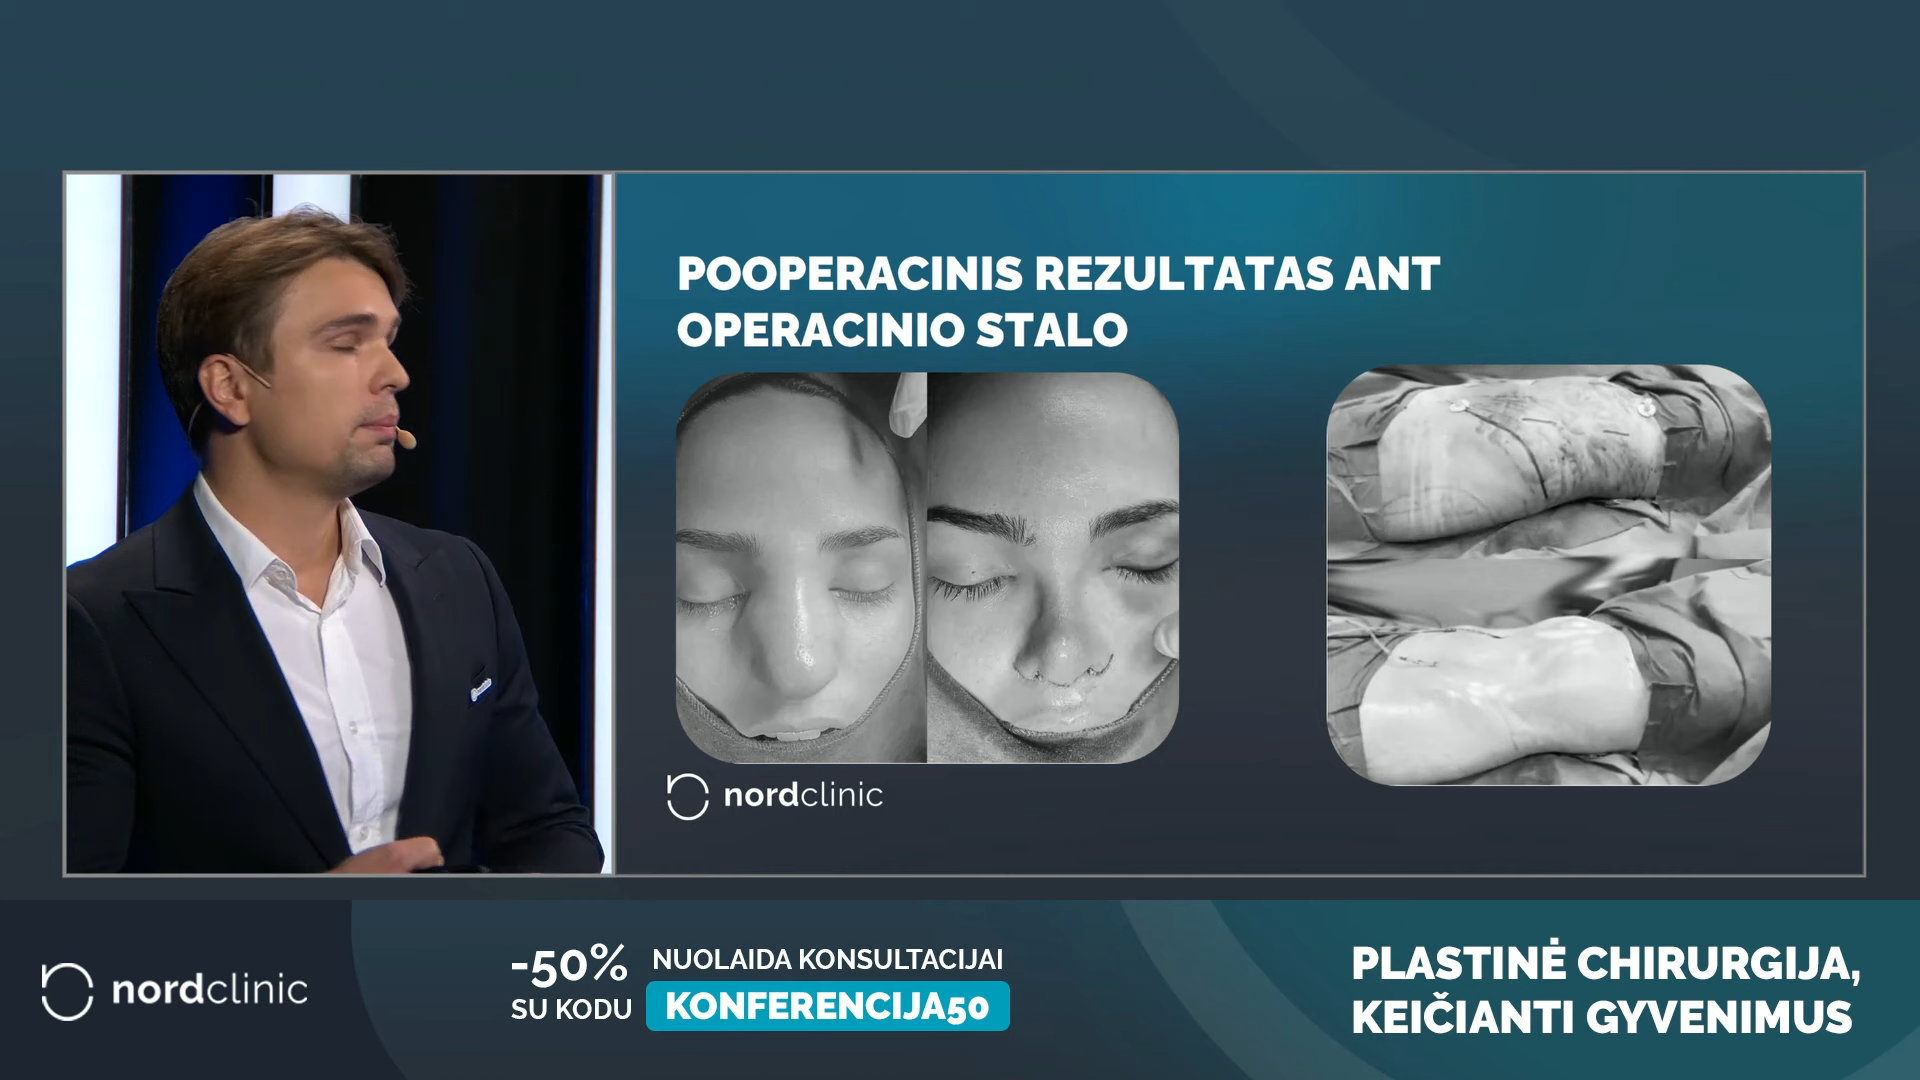 POOPERACINIS REZULTATAS ANT
OPERACINIO STALO
nordclinic
nordclinic
-50%
SU KODU
NUOLAIDA KONSULTACIJAI
KONFERENCIJA50
PLASTINĖ CHIRURGIJA,
KEIČIANTI GYVENIMUS